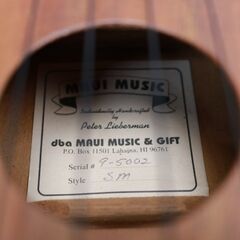 MAUI MUSIC
Individually Handcrafted
by
Peter Lieberman
dba MAUI MUSIC & GIFT
P.O. Box 11501 Lahaina, HI 96761
Serial # 9-5002
Style SM